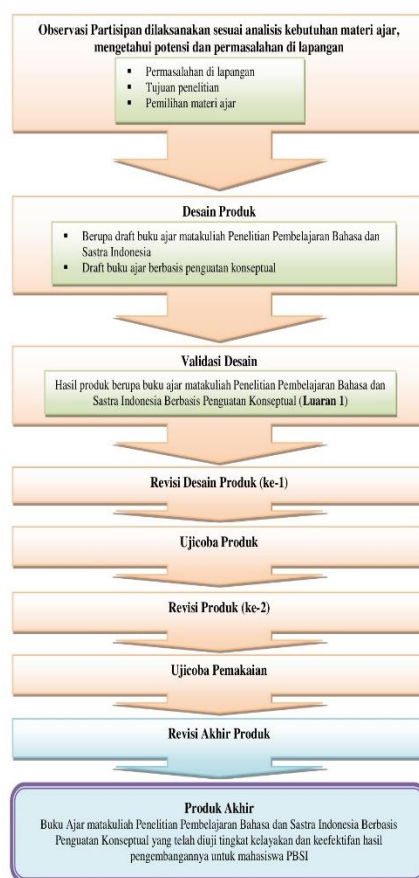 Observasi Partisipan dilaksanakan sesuai analisis kebutuhan materi ajar,
mengetahui potensi dan permasalahan di lapangan
▪ Permasalahan di lapangan
▪ Tujuan penelitian
▪ Pemilihan materi ajar
Desain Produk
▪ Berupa draft buku ajar matakuliah Penelitian Pembelajaran Bahasa dan
Sastra Indonesia
▪ Draft buku ajar berbasis penguatan konseptual
Validasi Desain
Hasil produk berupa buku ajar matakuliah Penelitian Pembelajaran Bahasa dan
Sastra Indonesia Berbasis Penguatan Konseptual (Luaran 1)
Revisi Desain Produk (ke-1)
Ujicoba Produk
Revisi Produk (ke-2)
Ujicoba Pemakaian
Revisi Akhir Produk
Produk Akhir
Buku Ajar matakuliah Penelitian Pembelajaran Bahasa dan Sastra Indonesia Berbasis
Penguatan Konseptual yang telah diuji tingkat kelayakan dan keefektifan hasil
pengembangannya untuk mahasiswa PBSI